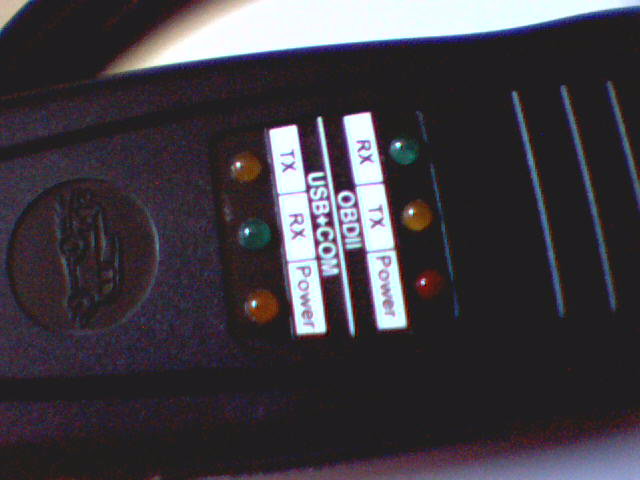 RX TX Power
OBDII
USB+COM
TX RX Power